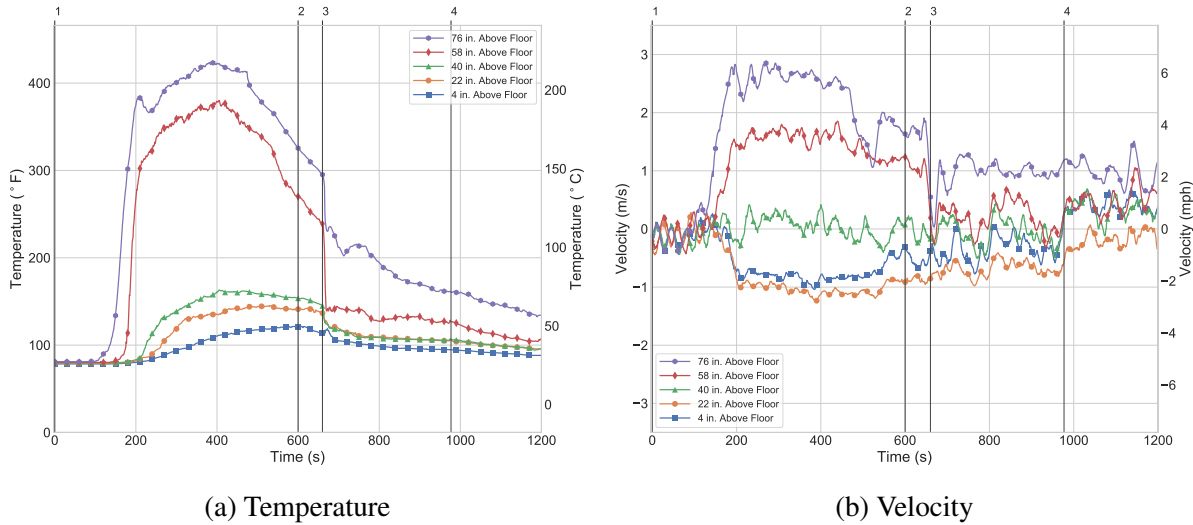 1 2 3 4
76 in. Above Floor
58 in. Above Floor
40 in. Above Floor
22 in. Above Floor
4 in. Above Floor
Temperature (°F)
400
300
200
100
0
Temperature (°C)
200
150
100
50
0
0 200 400 600 800 1000 1200
Time (s)
(a) Temperature
1 2 3 4
Velocity (m/s)
3
2
1
0
−1
−2
−3
Velocity (mph)
6
4
2
0
−2
−4
−6
76 in. Above Floor
58 in. Above Floor
40 in. Above Floor
22 in. Above Floor
4 in. Above Floor
0 200 400 600 800 1000 1200
Time (s)
(b) Velocity